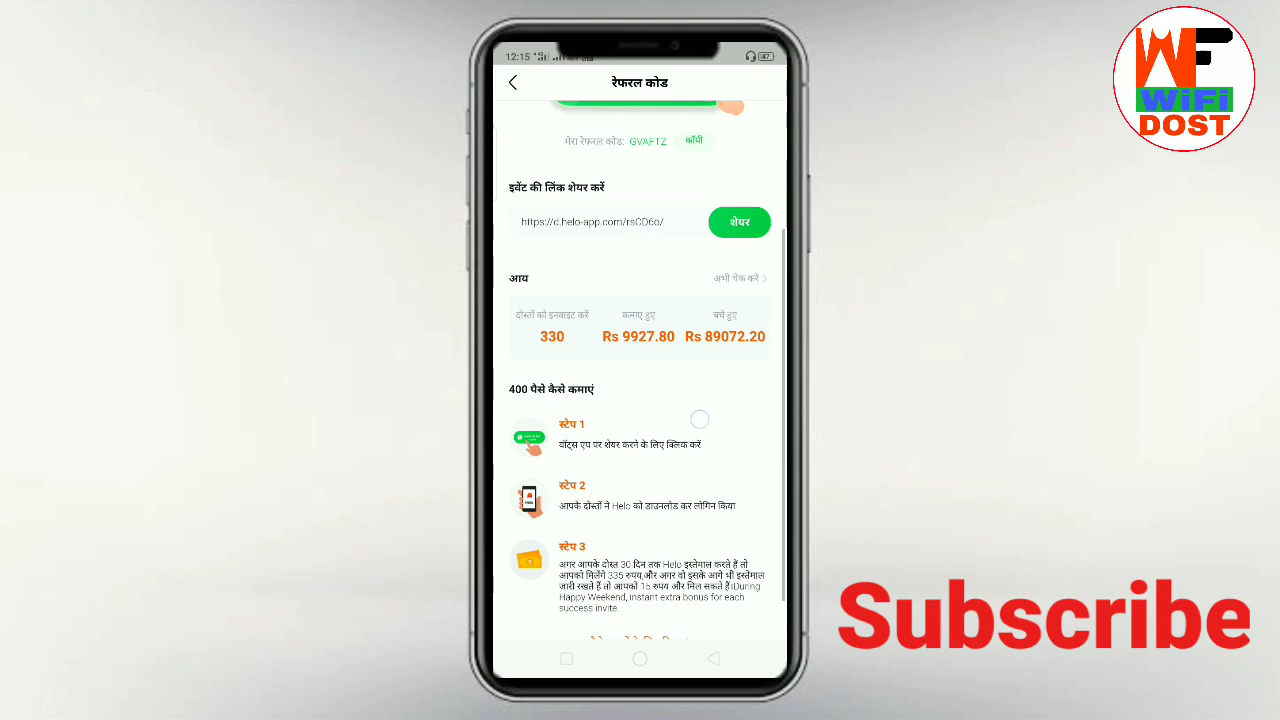 12:15
47
रेफरल कोड
मेरा रेफरल कोड: GVAFTZ कॉपी
इवेंट की लिंक शेयर करें
https://d.helo-app.com/rsCD6o/ शेयर
आय अभी चेक करें >
दोस्तों को इनवाइट करें कमाए हुए बचे हुए
330 Rs 9927.80 Rs 89072.20
400 पैसे कैसे कमाएं
स्टेप 1
वॉट्स एप पर शेयर करने के लिए क्लिक करें
स्टेप 2
आपके दोस्तों ने Helo को डाउनलोड कर लोगिन किया
स्टेप 3
अगर आपके दोस्त 30 दिन तक Helo इस्तेमाल करते हैं तो
आपको मिलेंगे 335 रुपय,और अगर वो इसके आगे भी इस्तेमाल
जारी रखते हैं तो आपको 15 रुपय और मिल सकते हैं।During
Happy Weekend, instant extra bonus for each
success invite.
WF
WiFi
DOST
Subscribe